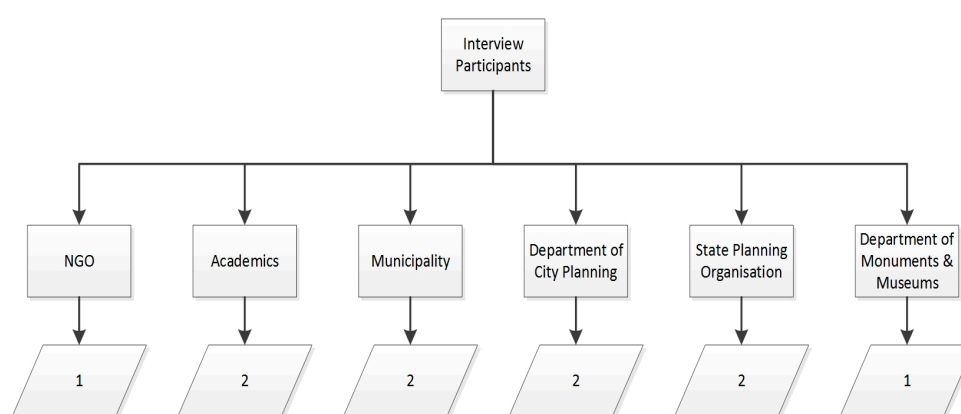 Interview
Participants
NGO
Academics
Municipality
Department of
City Planning
State Planning
Organisation
Department of
Monuments &
Museums
1
2
2
2
2
1